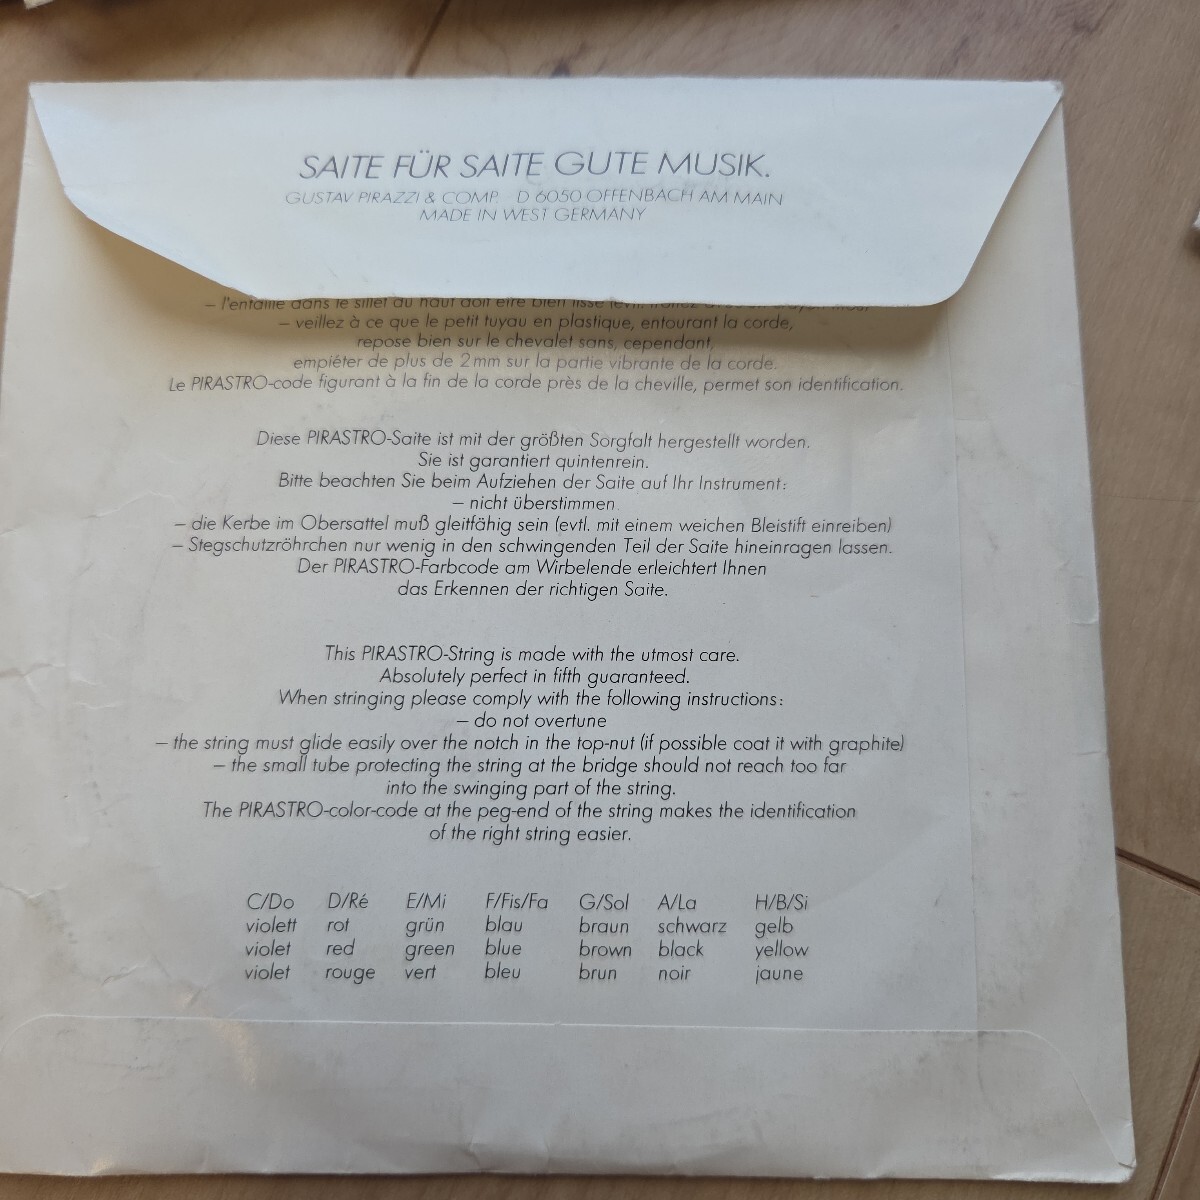 SAITE FÜR SAITE GUTE MUSIK.
GUSTAV PIRAZZI & COMP. D 6050 OFFENBACH AM MAIN
MADE IN WEST GERMANY
– l'entaille dans le sillet du haut doit être bien lisse
– veillez à ce que le petit tuyau en plastique, entourant la corde,
repose bien sur le chevalet sans, cependant,
empiéter de plus de 2 mm sur la partie vibrante de la corde.
Le PIRASTRO-code figurant à la fin de la corde près de la cheville, permet son identification.
Diese PIRASTRO-Saite ist mit der größten Sorgfalt hergestellt worden.
Sie ist garantiert quintenrein.
Bitte beachten Sie beim Aufziehen der Saite auf Ihr Instrument:
– nicht überstimmen
– die Kerbe im Obersattel muß gleitfähig sein (evtl. mit einem weichen Bleistift einreiben)
– Stegschutzröhrchen nur wenig in den schwingenden Teil der Saite hineinragen lassen.
Der PIRASTRO-Farbcode am Wirbelende erleichtert Ihnen
das Erkennen der richtigen Saite.
This PIRASTRO-String is made with the utmost care.
Absolutely perfect in fifth guaranteed.
When stringing please comply with the following instructions:
– do not overtune
– the string must glide easily over the notch in the top-nut (if possible coat it with graphite)
– the small tube protecting the string at the bridge should not reach too far
into the swinging part of the string.
The PIRASTRO-color-code at the peg-end of the string makes the identification
of the right string easier.
C/Do D/Ré E/Mi F/Fis/Fa G/Sol A/La H/B/Si
violett rot grün blau braun schwarz gelb
violet red green blue brown black yellow
violet rouge vert bleu brun noir jaune